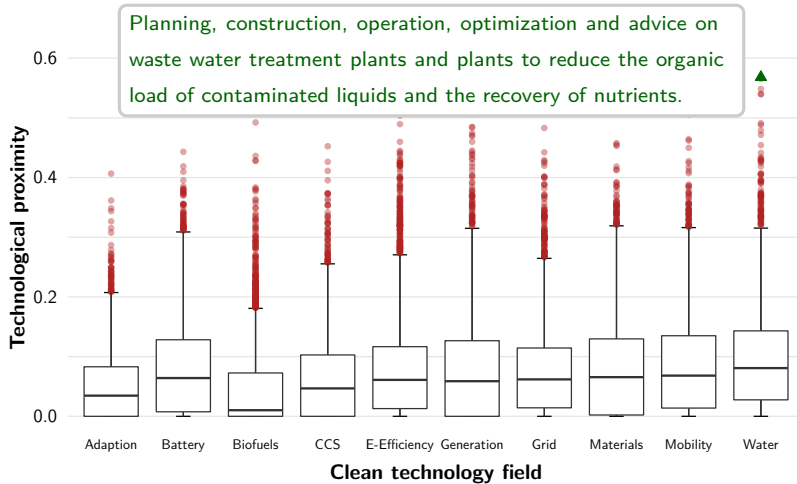 Planning, construction, operation, optimization and advice on
waste water treatment plants and plants to reduce the organic
load of contaminated liquids and the recovery of nutrients.
0.6
0.4
0.2
0.0
Technological proximity
Adaption Battery Biofuels CCS E-Efficiency Generation Grid Materials Mobility Water
Clean technology field